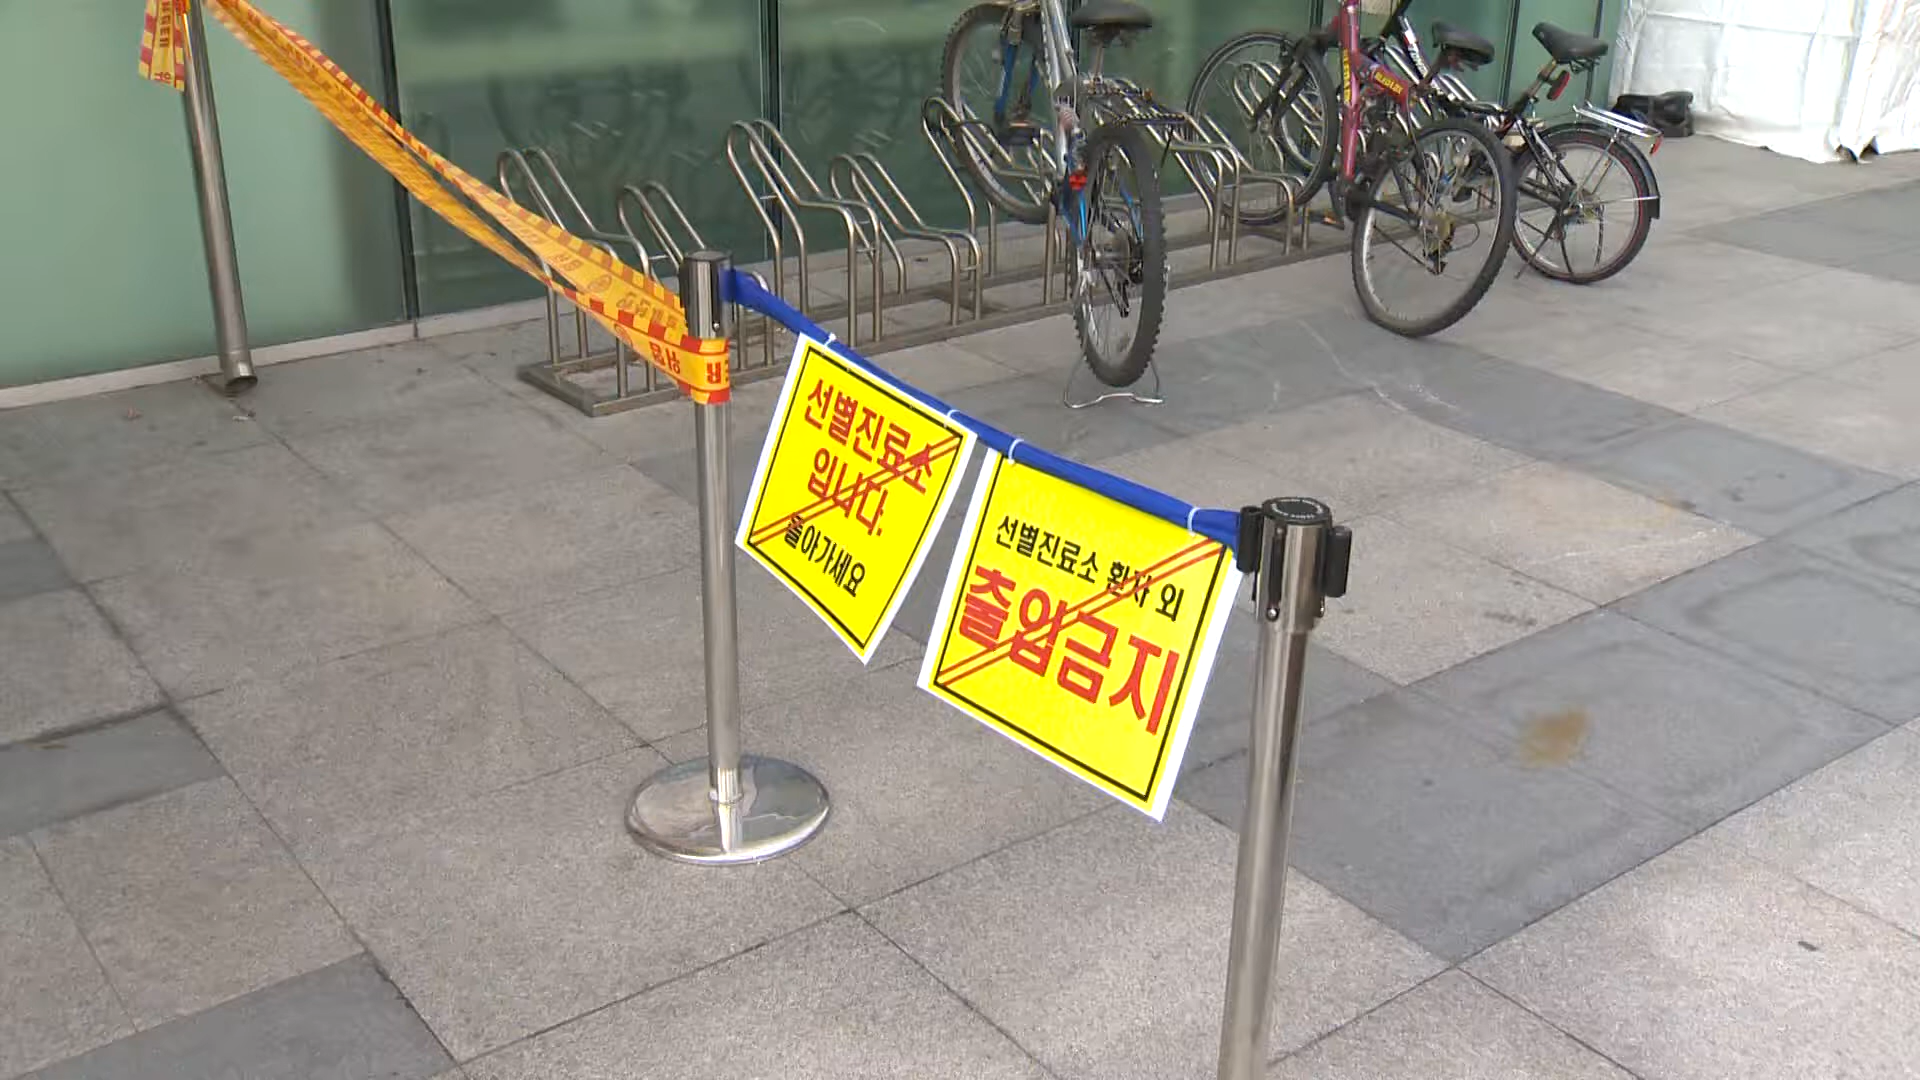 선별진료소
입니다.
돌아가세요
선별진료소 환자 외
출입금지